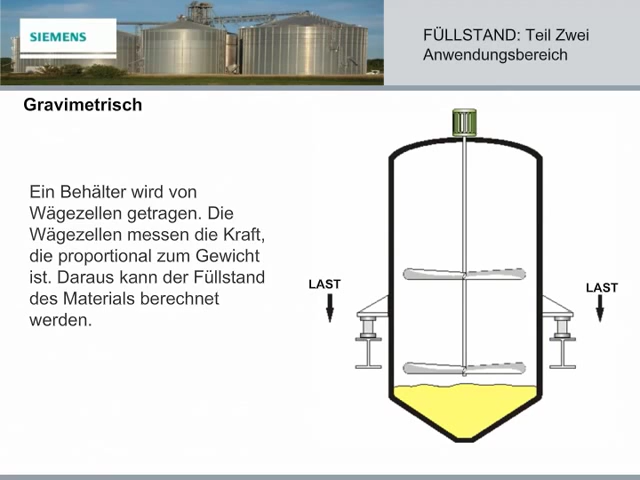 SIEMENS
FÜLLSTAND: Teil Zwei
Anwendungsbereich
Gravimetrisch
Ein Behälter wird von
Wägezellen getragen. Die
Wägezellen messen die Kraft,
die proportional zum Gewicht
ist. Daraus kann der Füllstand
des Materials berechnet
werden.
LAST
LAST